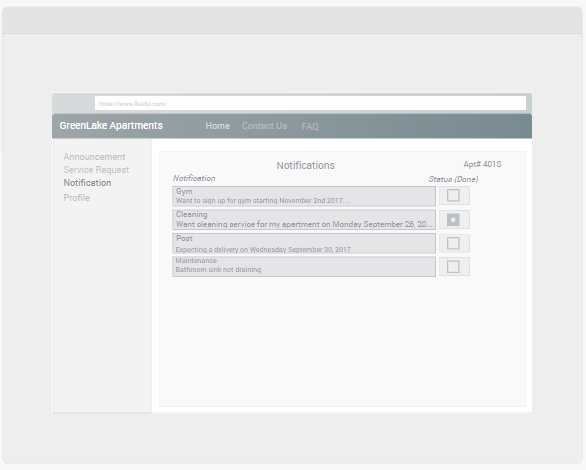 https://www.fluidui.com/
GreenLake Apartments Home Contact Us FAQ
Announcement
Service Request
Notification
Profile
Notifications Apt# 401S
Notification Status (Done)
Gym
Want to sign up for gym starting November 2nd 2017...
Cleaning
Want cleaning service for my apartment on Monday September 26, 20...
Post
Expecting a delivery on Wednesday September 30, 2017
Maintenance
Bathroom sink not draining